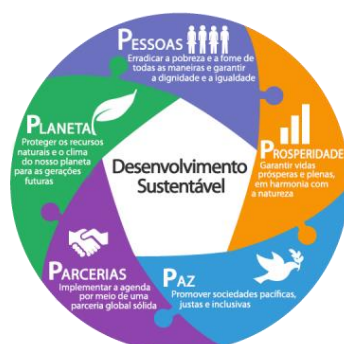 PESSOAS
Erradicar a pobreza e a fome de
todas as maneiras e garantir
a dignidade e a igualdade
PROSPERIDADE
Garantir vidas
prósperas e plenas,
em harmonia com
a natureza
PAZ
Promover sociedades pacíficas,
justas e inclusivas
PARCERIAS
Implementar a agenda
por meio de uma
parceria global sólida
PLANETA
Proteger os recursos
naturais e o clima
do nosso planeta
para as gerações
futuras
Desenvolvimento
Sustentável